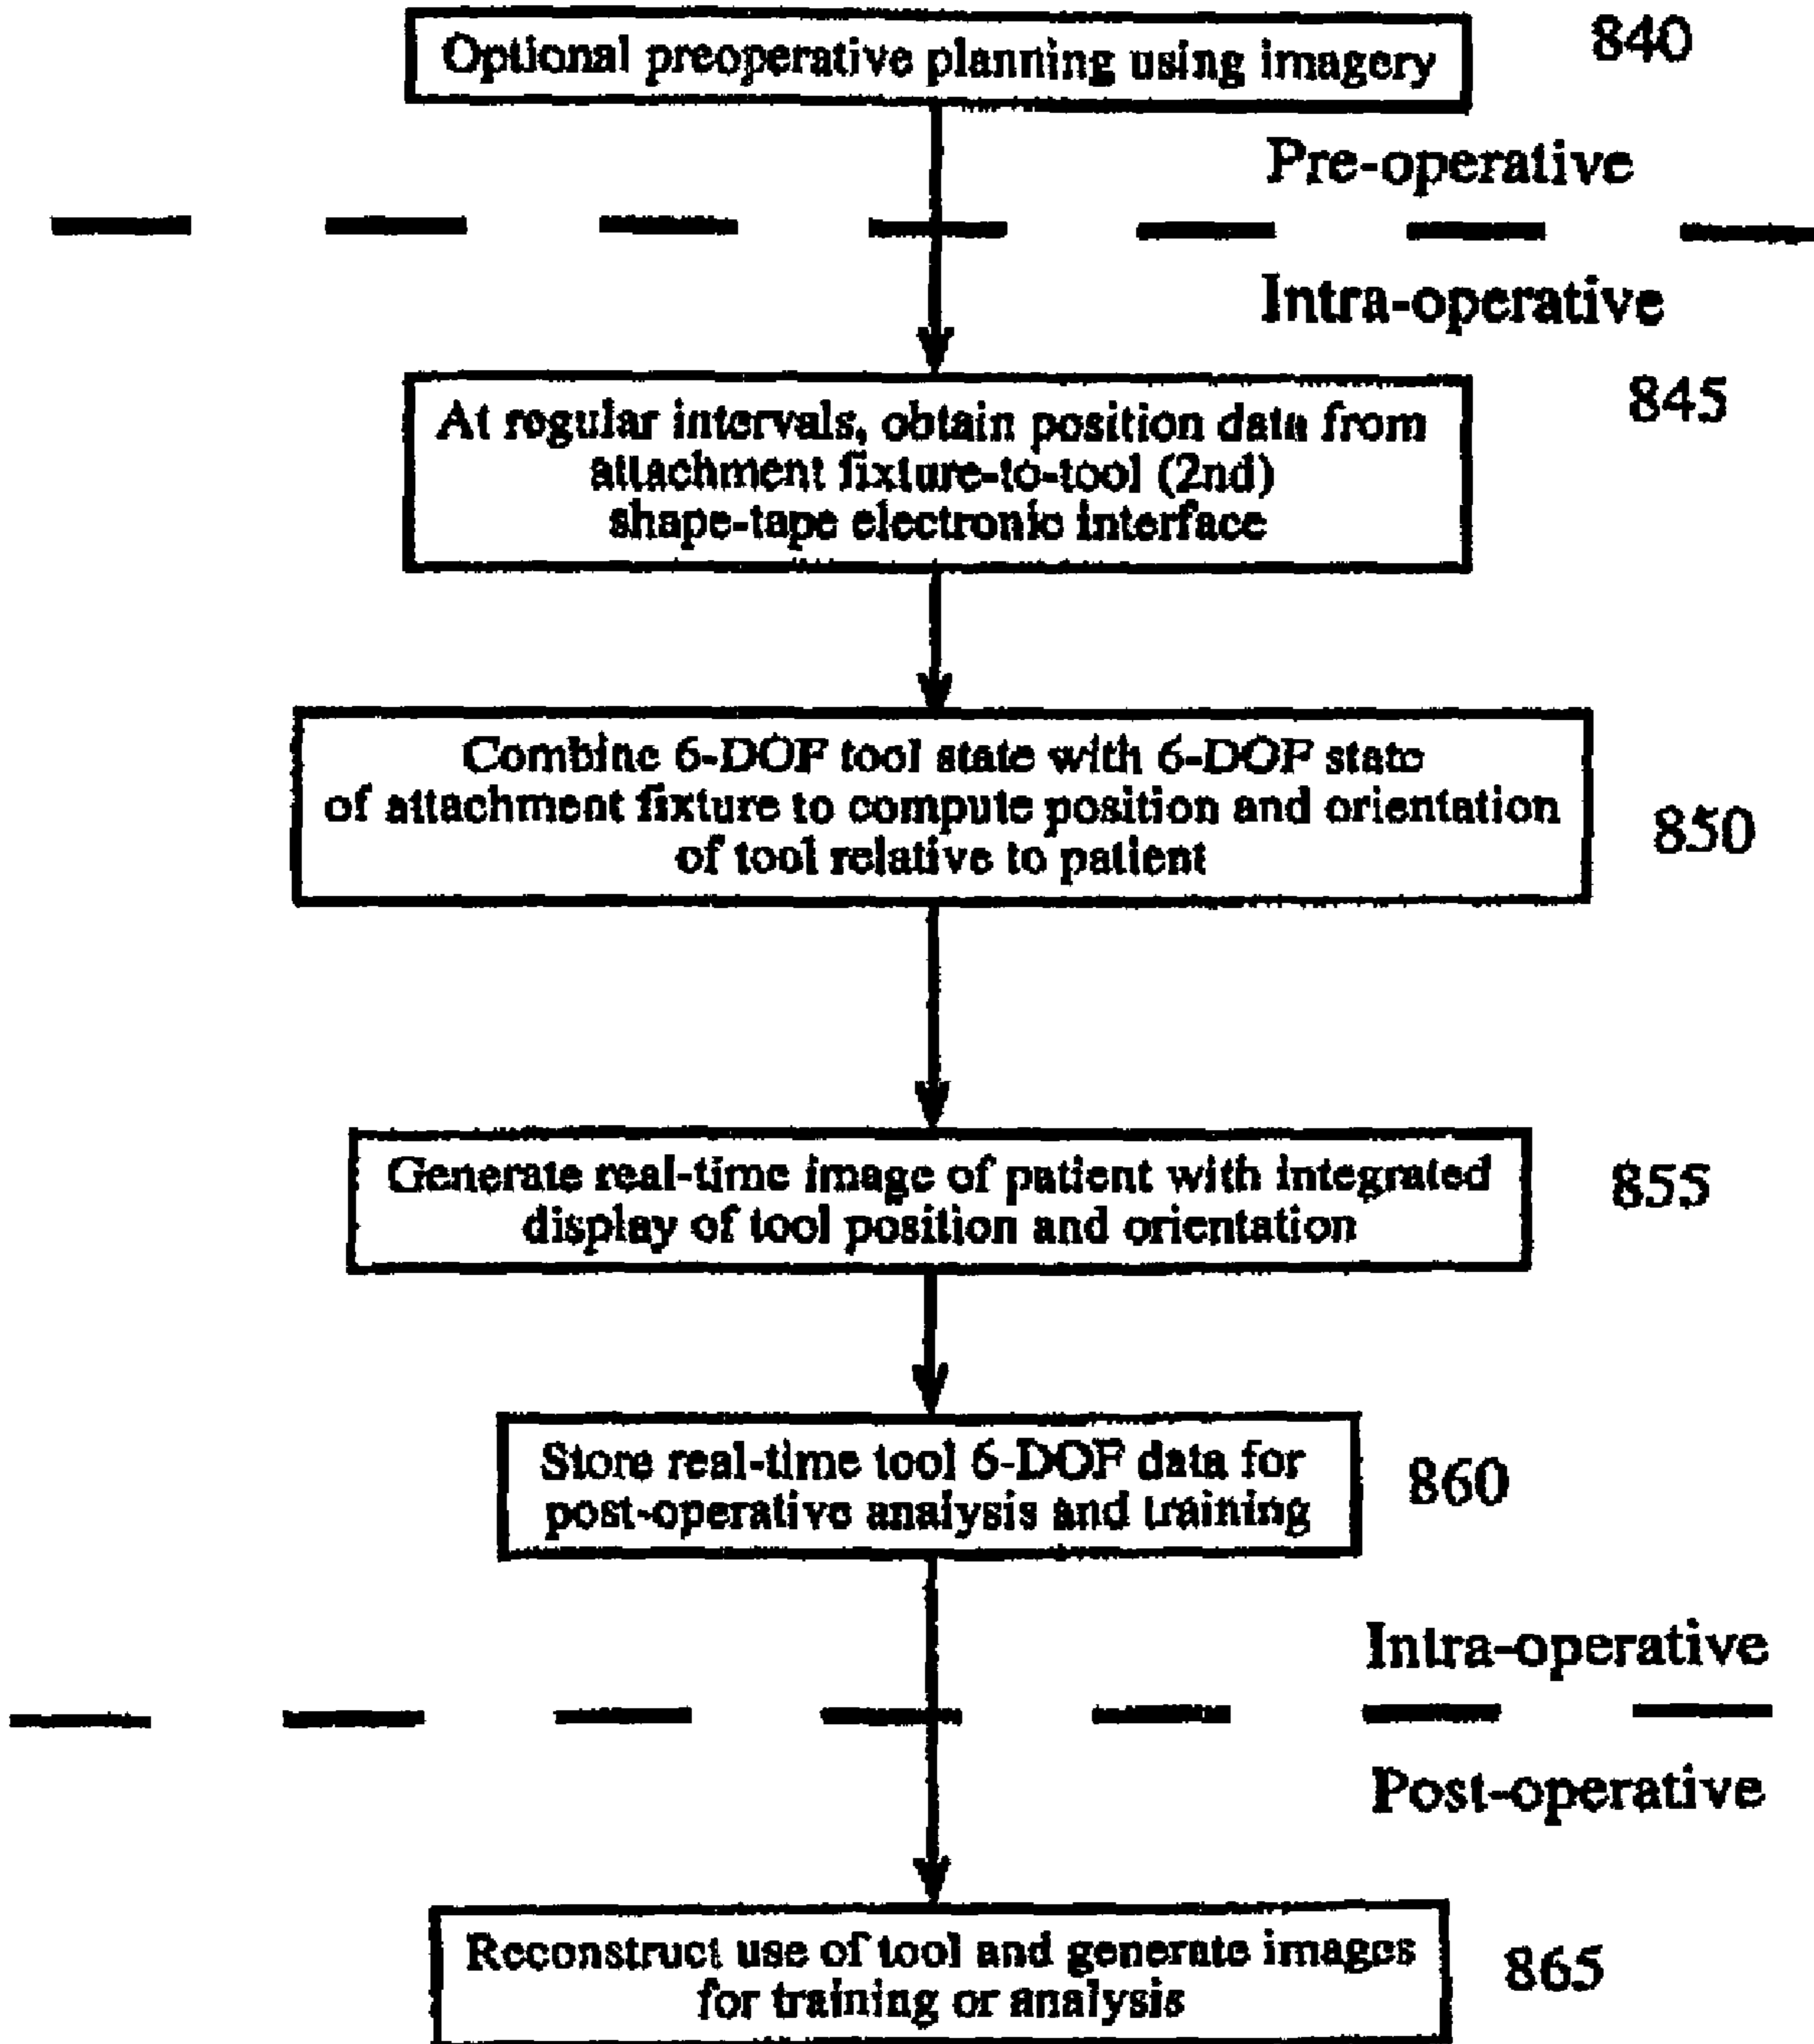 Optional preoperative planning using imagery
840
Pre-operative
Intra-operative
845
At regular intervals, obtain position data from
attachment fixture-to-tool (2nd)
shape-tape electronic interface
Combine 6-DOF tool state with 6-DOF state
of attachment fixture to compute position and orientation
of tool relative to patient
850
Generate real-time image of patient with integrated
display of tool position and orientation
855
Store real-time tool 6-DOF data for
post-operative analysis and training
860
Intra-operative
Post-operative
Reconstruct use of tool and generate images
for training or analysis
865